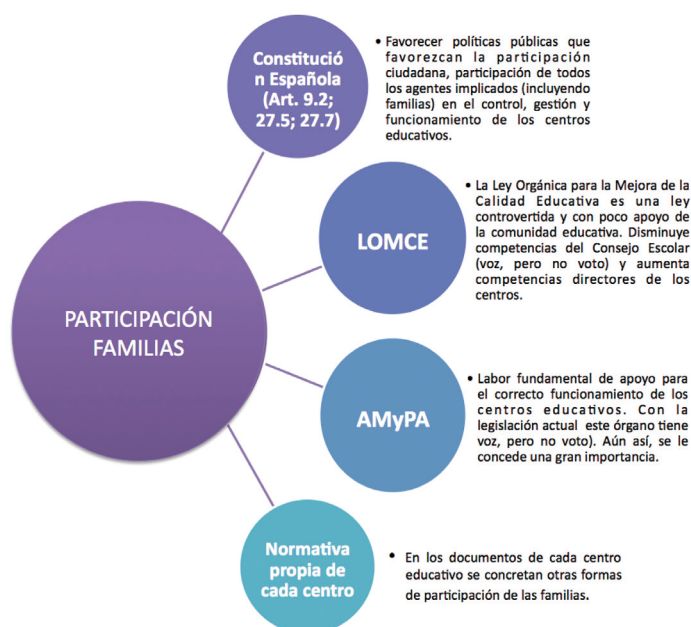 PARTICIPACIÓN
FAMILIAS
Constitució
n Española
(Art. 9.2;
27.5; 27.7)
• Favorecer políticas públicas que
favorezcan la participación
ciudadana, participación de todos
los agentes implicados (incluyendo
familias) en el control, gestión y
funcionamiento de los centros
educativos.
LOMCE
• La Ley Orgánica para la Mejora de la
Calidad Educativa es una ley
controvertida y con poco apoyo de
la comunidad educativa. Disminuye
competencias del Consejo Escolar
(voz, pero no voto) y aumenta
competencias directores de los
centros.
AMyPA
• Labor fundamental de apoyo para
el correcto funcionamiento de los
centros educativos. Con la
legislación actual este órgano tiene
voz, pero no voto). Aún así, se le
concede una gran importancia.
Normativa
propia de
cada centro
• En los documentos de cada centro
educativo se concretan otras formas
de participación de las familias.